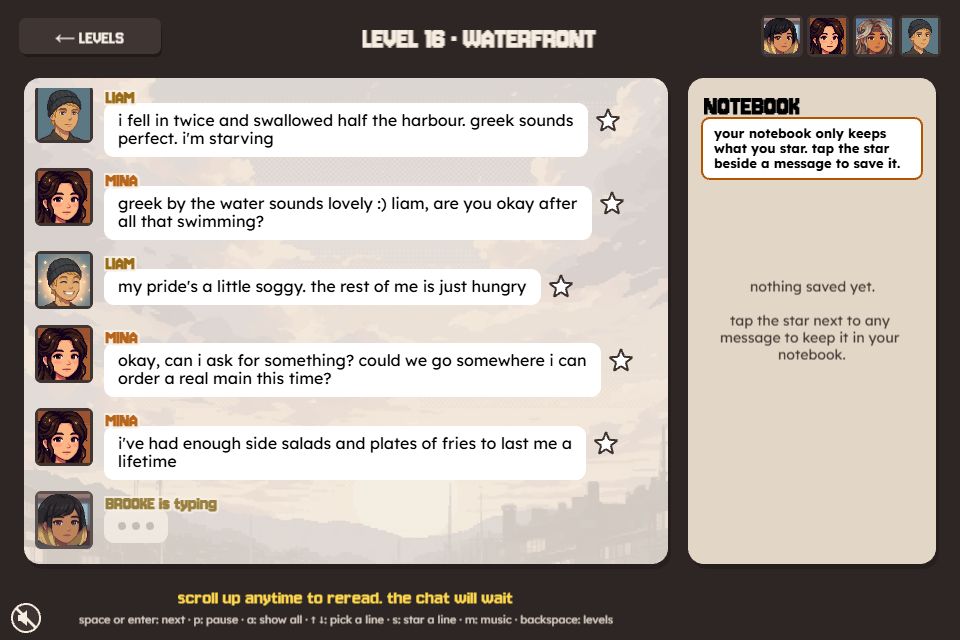 ← LEVELS
LEVEL 16 · WATERFRONT
LIAM
i fell in twice and swallowed half the harbour. greek sounds
perfect. i'm starving
MINA
greek by the water sounds lovely :) liam, are you okay after
all that swimming?
LIAM
my pride's a little soggy. the rest of me is just hungry
MINA
okay, can i ask for something? could we go somewhere i can
order a real main this time?
MINA
i've had enough side salads and plates of fries to last me a
lifetime
BROOKE is typing
NOTEBOOK
your notebook only keeps
what you star. tap the star
beside a message to save it.
nothing saved yet.
tap the star next to any
message to keep it in your
notebook.
scroll up anytime to reread. the chat will wait
space or enter: next · p: pause · a: show all · ↑ ↓: pick a line · s: star a line · m: music · backspace: levels